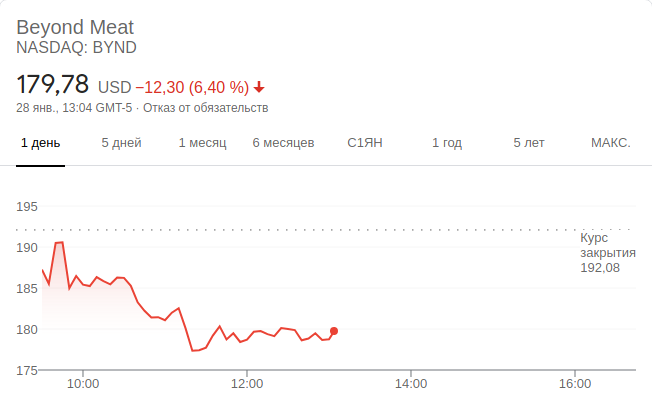 Beyond Meat
NASDAQ: BYND
179,78 USD −12,30 (6,40 %)
28 янв., 13:04 GMT-5 · Отказ от обязательств
1 день 5 дней 1 месяц 6 месяцев С1ЯН 1 год 5 лет МАКС.
195
Курс
закрытия
192,08
190
185
180
175
10:00 12:00 14:00 16:00